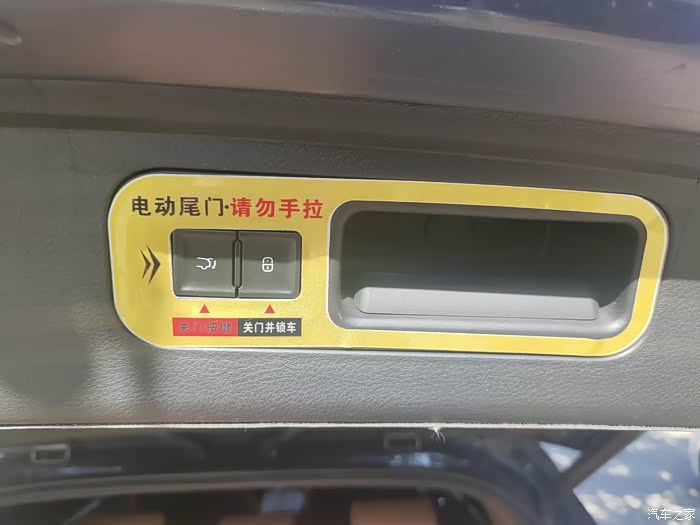 电动尾门·请勿手拉
关门按键 关门并锁车
汽车之家